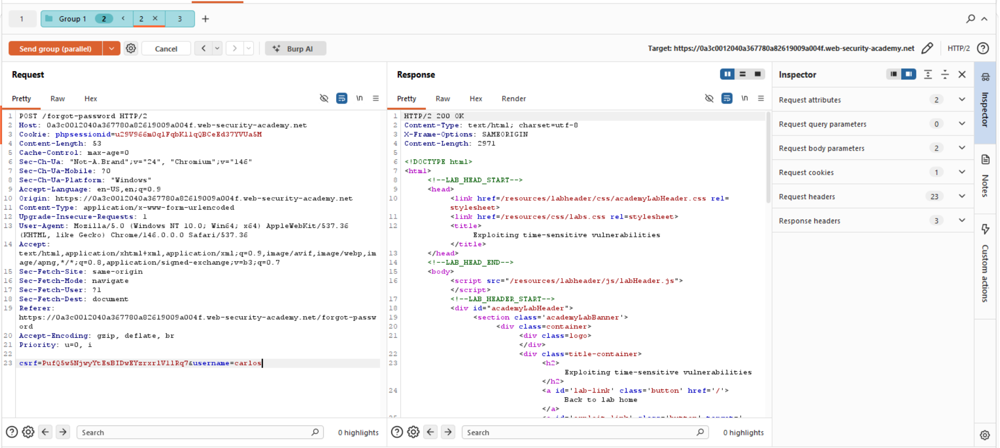 1
Group 1
2
2
3
Send group (parallel)
Cancel
Burp AI
Target: https://0a3c0012040a367780a82619009a004f.web-security-academy.net
HTTP/2
Request
Pretty
Raw
Hex
\n
1 POST /forgot-password HTTP/2
2 Host: 0a3c0012040a367780a82619009a004f.web-security-academy.net
3 Cookie: phpsessionid=u29V966m0qlFqbKllqQBCeEd37YVUa5M
4 Content-Length: 53
5 Cache-Control: max-age=0
6 Sec-Ch-Ua: "Not-A.Brand";v="24", "Chromium";v="146"
7 Sec-Ch-Ua-Mobile: ?0
8 Sec-Ch-Ua-Platform: "Windows"
9 Accept-Language: en-US,en;q=0.9
10 Origin: https://0a3c0012040a367780a82619009a004f.web-security-academy.net
11 Content-Type: application/x-www-form-urlencoded
12 Upgrade-Insecure-Requests: 1
13 User-Agent: Mozilla/5.0 (Windows NT 10.0; Win64; x64) AppleWebKit/537.36
(KHTML, like Gecko) Chrome/146.0.0.0 Safari/537.36
14 Accept:
text/html,application/xhtml+xml,application/xml;q=0.9,image/avif,image/webp,im
age/apng,*/*;q=0.8,application/signed-exchange;v=b3;q=0.7
15 Sec-Fetch-Site: same-origin
16 Sec-Fetch-Mode: navigate
17 Sec-Fetch-User: ?1
18 Sec-Fetch-Dest: document
19 Referer:
https://0a3c0012040a367780a82619009a004f.web-security-academy.net/forgot-passw
ord
20 Accept-Encoding: gzip, deflate, br
21 Priority: u=0, i
22
23 csrf=PufQ5w5NjwyYtEsBIDwEYzrxrlVllRq7&username=carlos
Search
0 highlights
Response
Pretty
Raw
Hex
Render
\n
1 HTTP/2 200 OK
2 Content-Type: text/html; charset=utf-8
3 X-Frame-Options: SAMEORIGIN
4 Content-Length: 2971
5
6 <!DOCTYPE html>
7 <html>
8 <!--LAB_HEAD_START-->
9 <head>
10 <link href=/resources/labheader/css/academyLabHeader.css rel=
stylesheet>
11 <link href=/resources/css/labs.css rel=stylesheet>
12 <title>
Exploiting time-sensitive vulnerabilities
</title>
13 </head>
14 <!--LAB_HEAD_END-->
15 <body>
16 <script src="/resources/labheader/js/labHeader.js">
</script>
17 <!--LAB_HEADER_START-->
18 <div id="academyLabHeader">
19 <section class='academyLabBanner'>
20 <div class=container>
21 <div class=logo>
</div>
22 <div class=title-container>
23 <h2>
Exploiting time-sensitive vulnerabilities
</h2>
24 <a id='lab-link' class='button' href='/'>
Back to lab home
</a>
Search
0 highlights
Inspector
Request attributes 2
Request query parameters 0
Request body parameters 2
Request cookies 1
Request headers 23
Response headers 3
Inspector
Notes
Custom actions